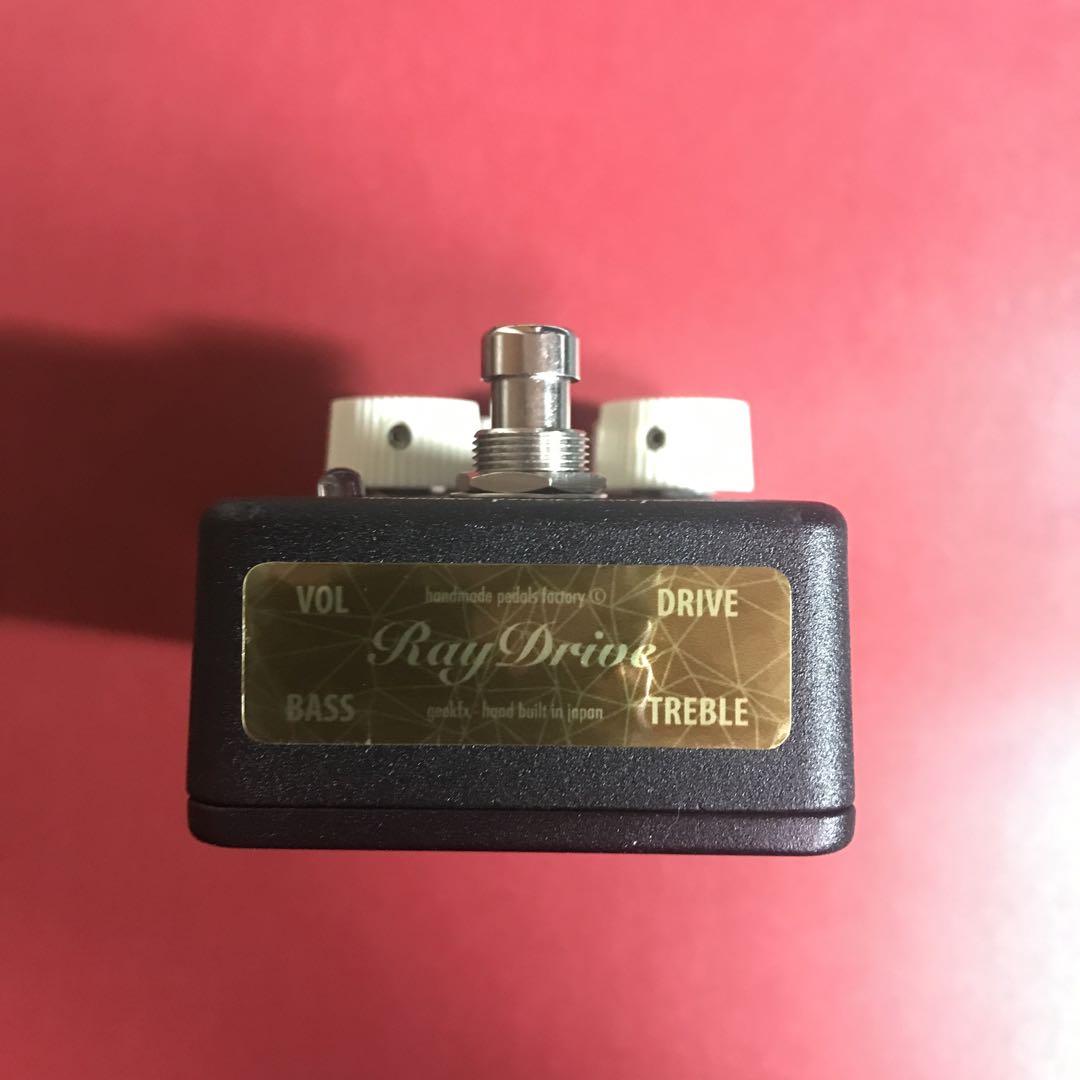 VOL handmade pedals factory © DRIVE
RayDrive
BASS geekfx, hand built in japan TREBLE